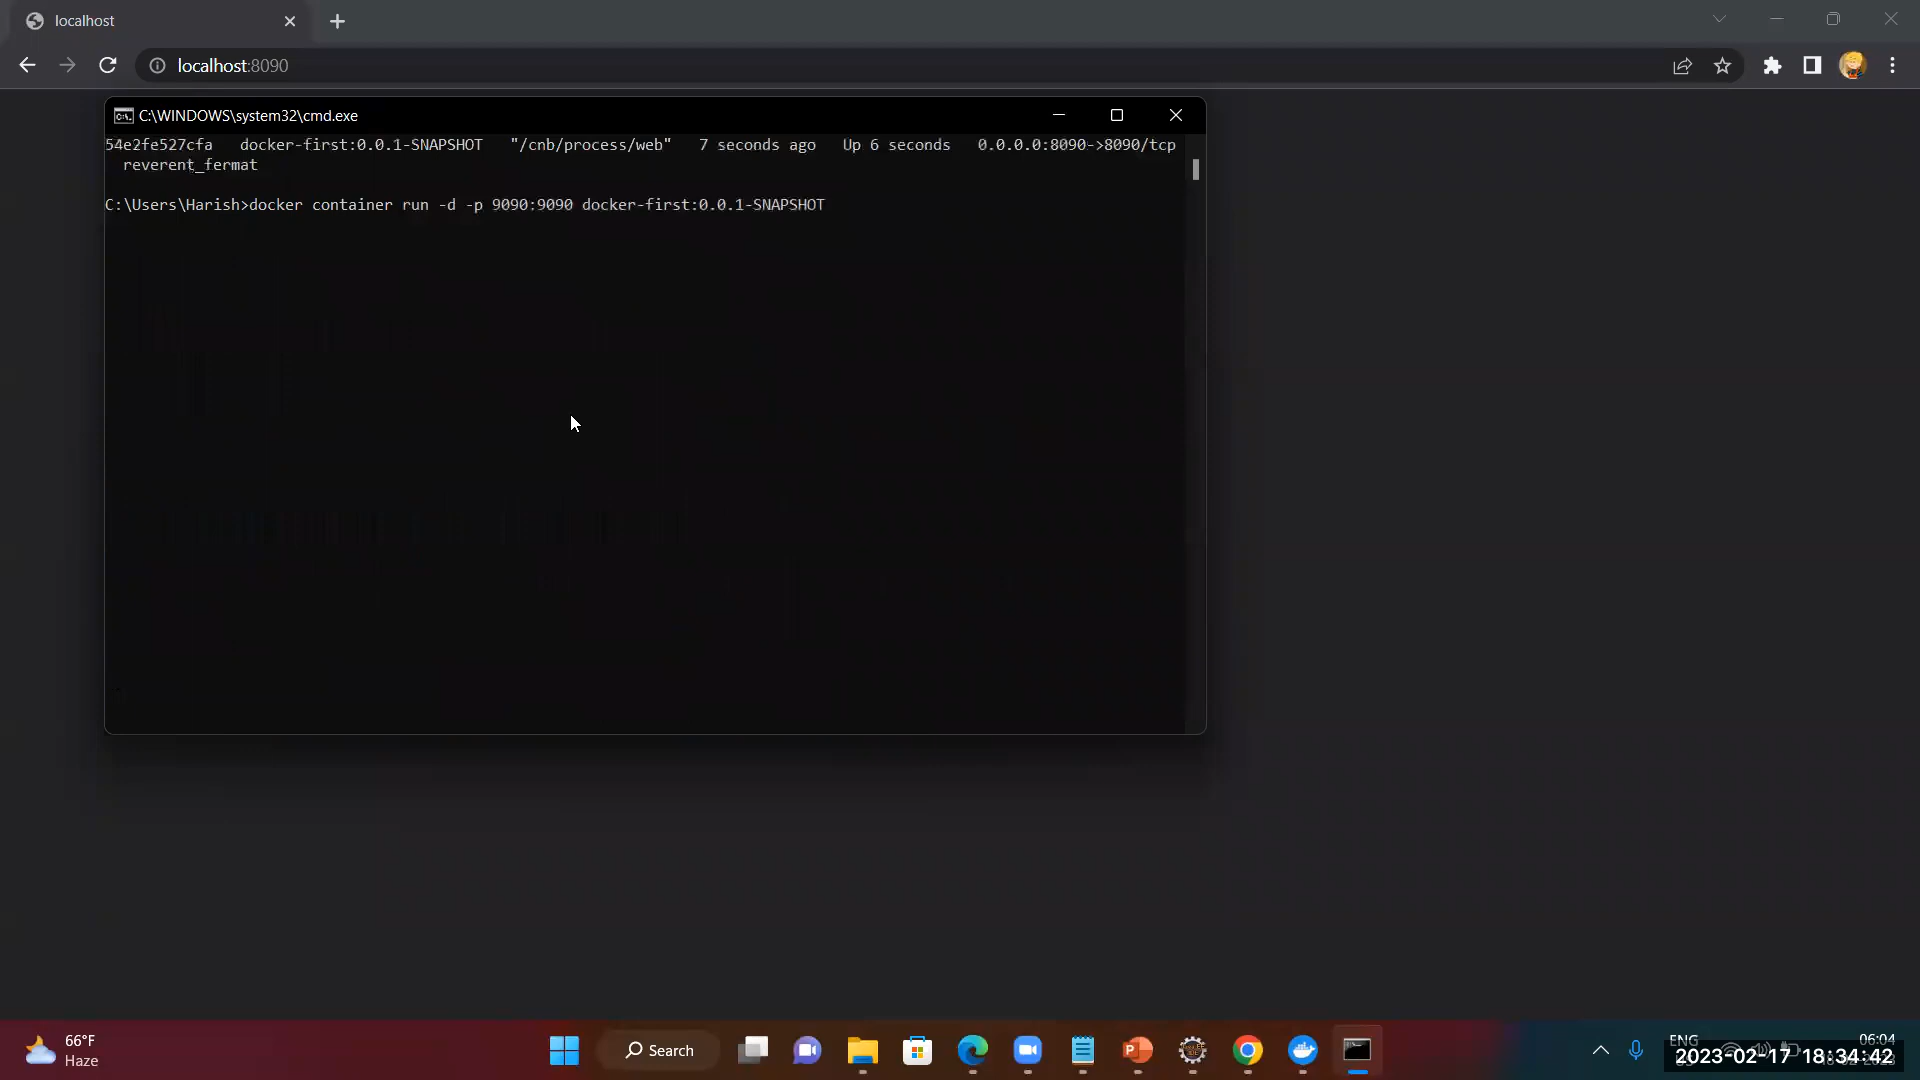 localhost
localhost:8090
C:\WINDOWS\system32\cmd.exe
54e2fe527cfa docker-first:0.0.1-SNAPSHOT "/cnb/process/web" 7 seconds ago Up 6 seconds 0.0.0.0:8090->8090/tcp
reverent_fermat
C:\Users\Harish>docker container run -d -p 9090:9090 docker-first:0.0.1-SNAPSHOT
66°F
Haze
Search
ENG
06:04
2023-02-17 18:34:42